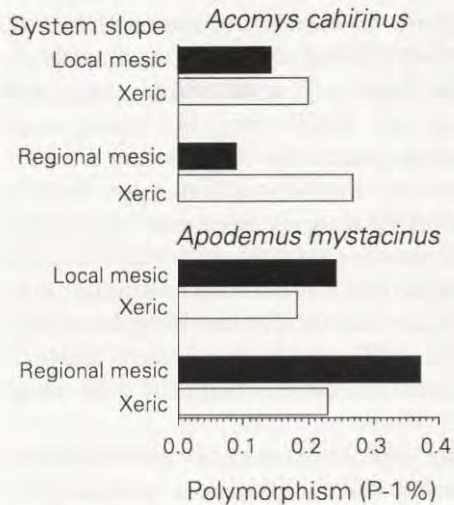 System slope
Acomys cahirinus
Local mesic
Xeric
Regional mesic
Xeric
Apodemus mystacinus
Local mesic
Xeric
Regional mesic
Xeric
0.0 0.1 0.2 0.3 0.4
Polymorphism (P-1%)